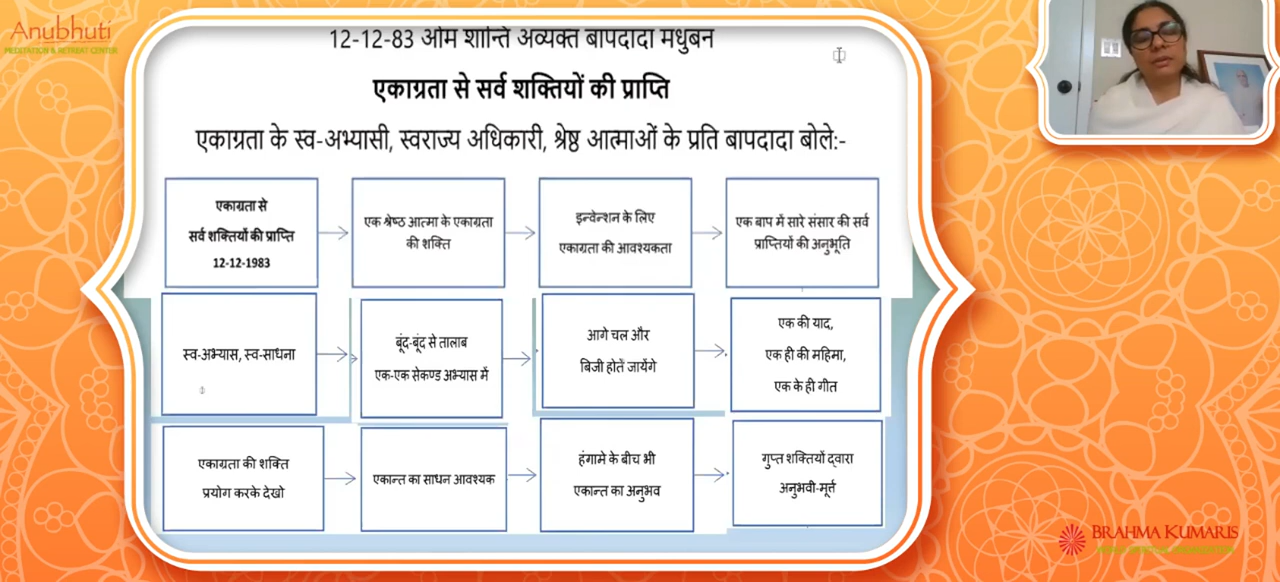 Anubhuti
MEDITATION & RETREAT CENTER
12-12-83 ओम शान्ति अव्यक्त बापदादा मधुबन
एकाग्रता से सर्व शक्तियों की प्राप्ति
एकाग्रता के स्व-अभ्यासी, स्वराज्य अधिकारी, श्रेष्ठ आत्माओं के प्रति बापदादा बोले:-
एकाग्रता से
सर्व शक्तियों की प्राप्ति
12-12-1983
एक श्रेष्ठ आत्मा के एकाग्रता
की शक्ति
इन्वेन्शन के लिए
एकाग्रता की आवश्यकता
एक बाप में सारे संसार की सर्व
प्राप्तियों की अनुभूति
स्व-अभ्यास, स्व-साधना
बूंद-बूंद से तालाब
एक-एक सेकण्ड अभ्यास में
आगे चल और
बिजी होतें जायेंगे
एक की याद,
एक ही की महिमा,
एक के ही गीत
एकाग्रता की शक्ति
प्रयोग करके देखो
एकान्त का साधन आवश्यक
हंगामे के बीच भी
एकान्त का अनुभव
गुप्त शक्तियों द्वारा
अनुभवी-मूर्त्त
BRAHMA KUMARIS